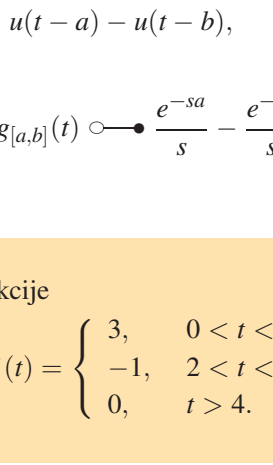 u(t − a) − u(t − b),
g[a,b](t) ○—● e^{−sa}/s − e^{−
kcije
(t) = { 3, 0 < t <
−1, 2 < t <
0, t > 4.